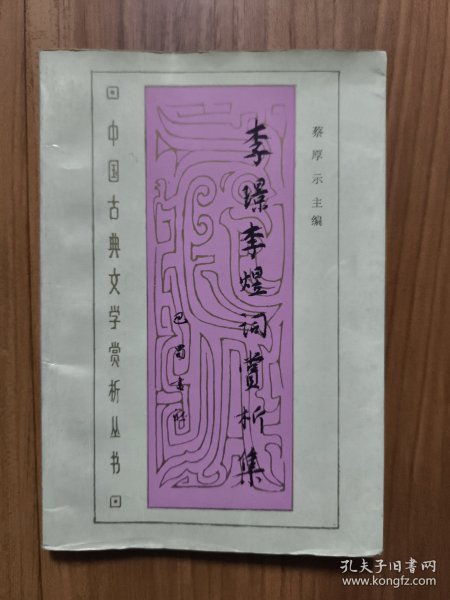 蔡厚示主编
李璟李煜词赏析集
巴蜀書社
中国古典文学赏析丛书
孔夫子旧书网
www.kongfz.com